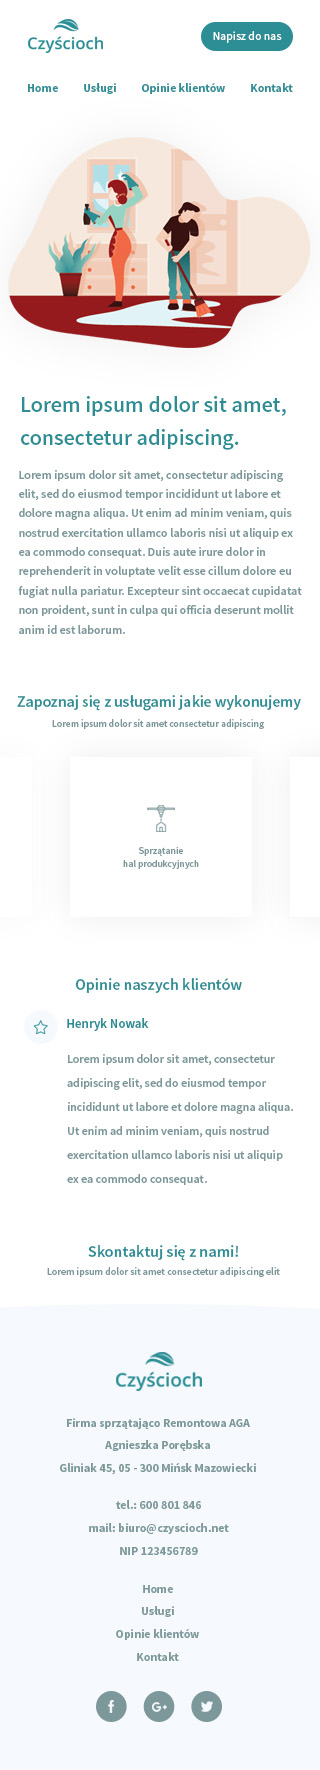 Czyścioch
Napisz do nas
Home Usługi Opinie klientów Kontakt
Lorem ipsum dolor sit amet,
consectetur adipiscing.
Lorem ipsum dolor sit amet, consectetur adipiscing
elit, sed do eiusmod tempor incididunt ut labore et
dolore magna aliqua. Ut enim ad minim veniam, quis
nostrud exercitation ullamco laboris nisi ut aliquip ex
ea commodo consequat. Duis aute irure dolor in
reprehenderit in voluptate velit esse cillum dolore eu
fugiat nulla pariatur. Excepteur sint occaecat cupidatat
non proident, sunt in culpa qui officia deserunt mollit
anim id est laborum.
Zapoznaj się z usługami jakie wykonujemy
Lorem ipsum dolor sit amet consectetur adipiscing
Sprzątanie
hal produkcyjnych
Opinie naszych klientów
Henryk Nowak
Lorem ipsum dolor sit amet, consectetur
adipiscing elit, sed do eiusmod tempor
incididunt ut labore et dolore magna aliqua.
Ut enim ad minim veniam, quis nostrud
exercitation ullamco laboris nisi ut aliquip
ex ea commodo consequat.
Skontaktuj się z nami!
Lorem ipsum dolor sit amet consectetur adipiscing elit
Czyścioch
Firma sprzątająco Remontowa AGA
Agnieszka Porębska
Gliniak 45, 05 - 300 Mińsk Mazowiecki
tel.: 600 801 846
mail: biuro@czyscioch.net
NIP 123456789
Home
Usługi
Opinie klientów
Kontakt